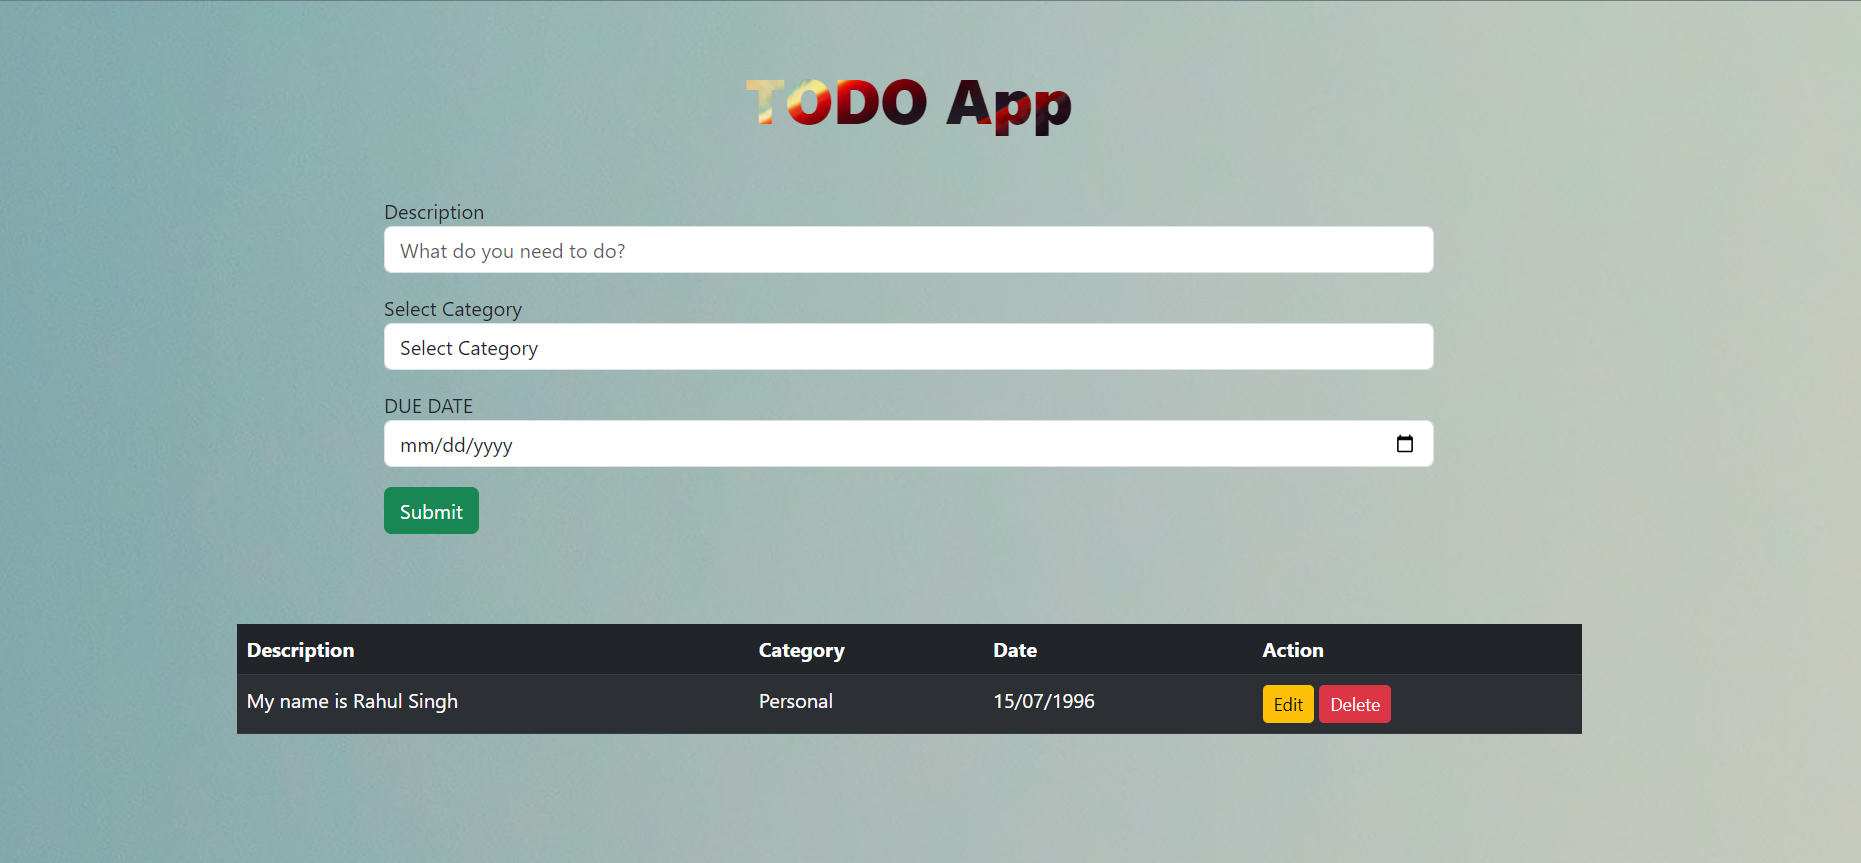 TODO App
Description
What do you need to do?
Select Category
Select Category
DUE DATE
mm/dd/yyyy
Submit
Description Category Date Action
My name is Rahul Singh Personal 15/07/1996 Edit Delete